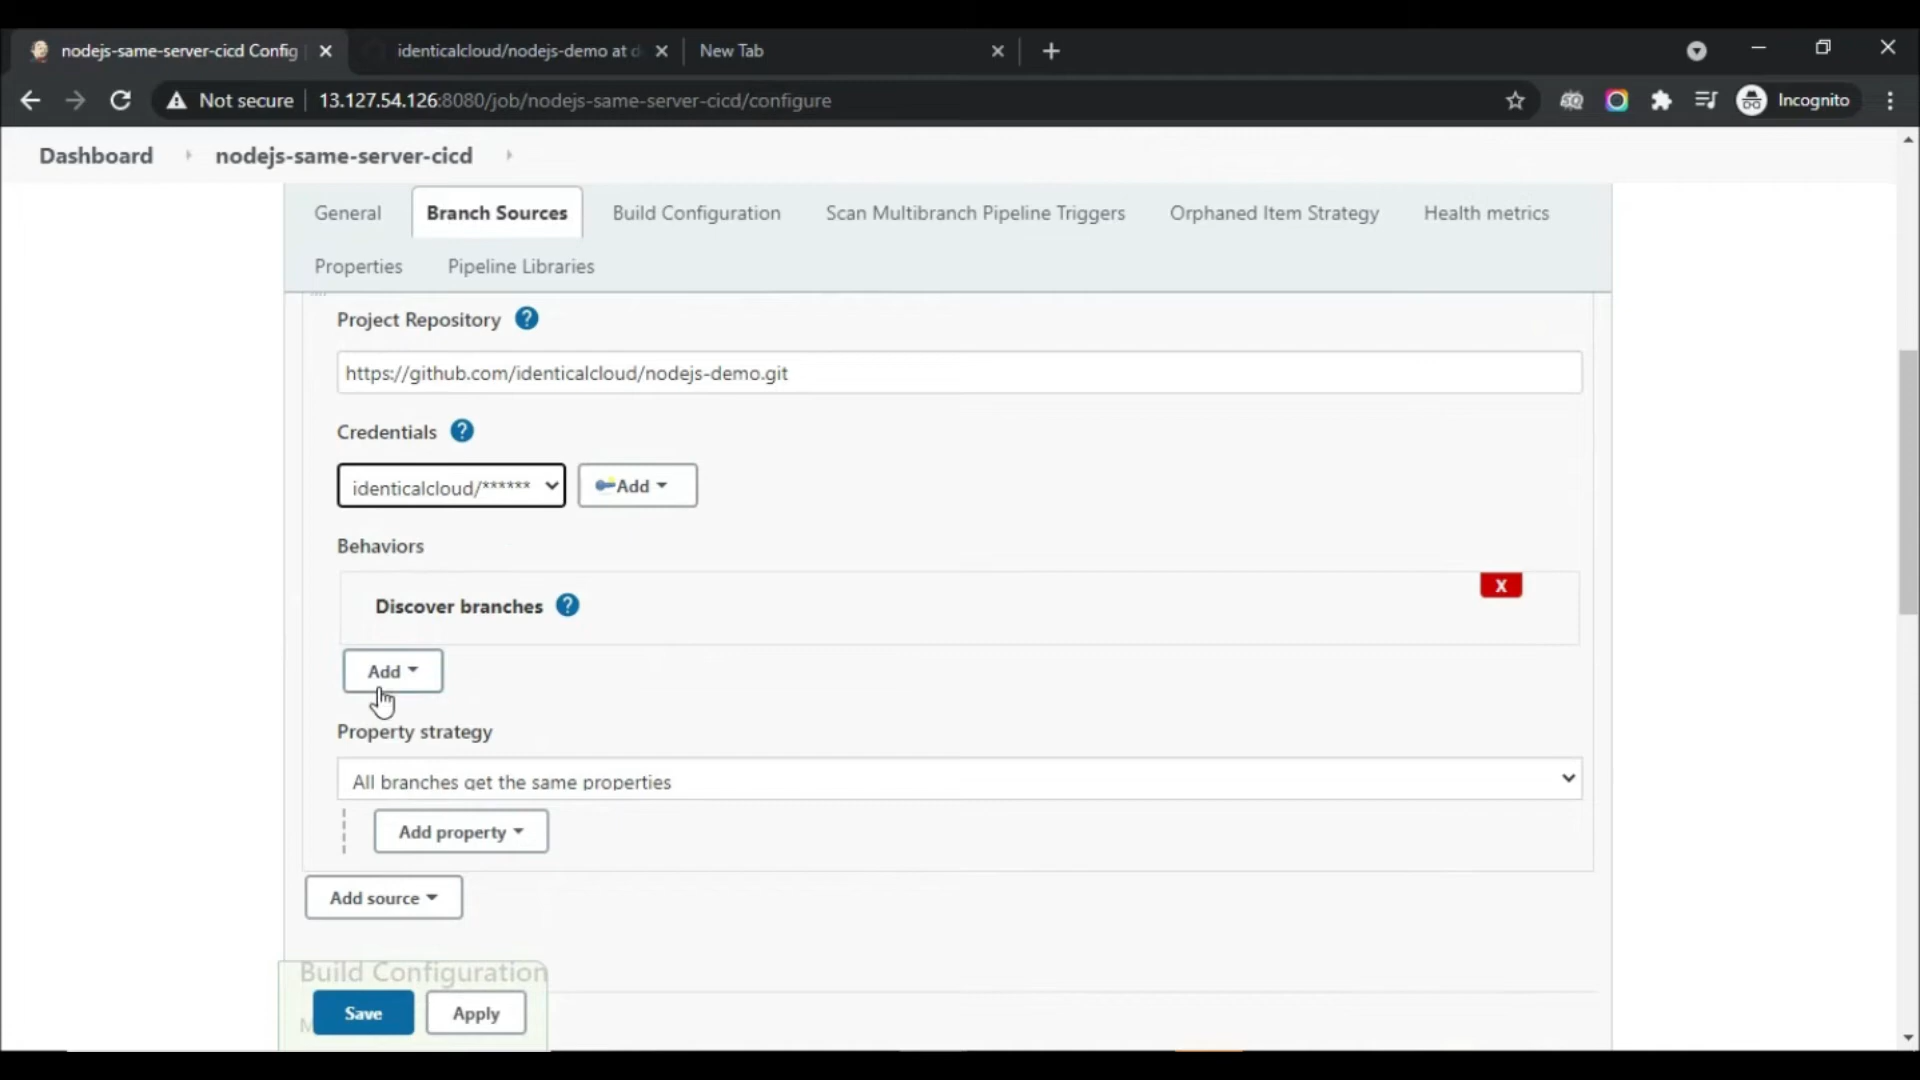 nodejs-same-server-cicd Config
identicalcloud/nodejs-demo at d
New Tab
Not secure
13.127.54.126:8080/job/nodejs-same-server-cicd/configure
Incognito
Dashboard
nodejs-same-server-cicd
General
Branch Sources
Build Configuration
Scan Multibranch Pipeline Triggers
Orphaned Item Strategy
Health metrics
Properties
Pipeline Libraries
Project Repository ?
https://github.com/identicalcloud/nodejs-demo.git
Credentials ?
identicalcloud/******
Add
Behaviors
X
Discover branches ?
Add
Property strategy
All branches get the same properties
Add property
Add source
Build Configuration
Save
Apply